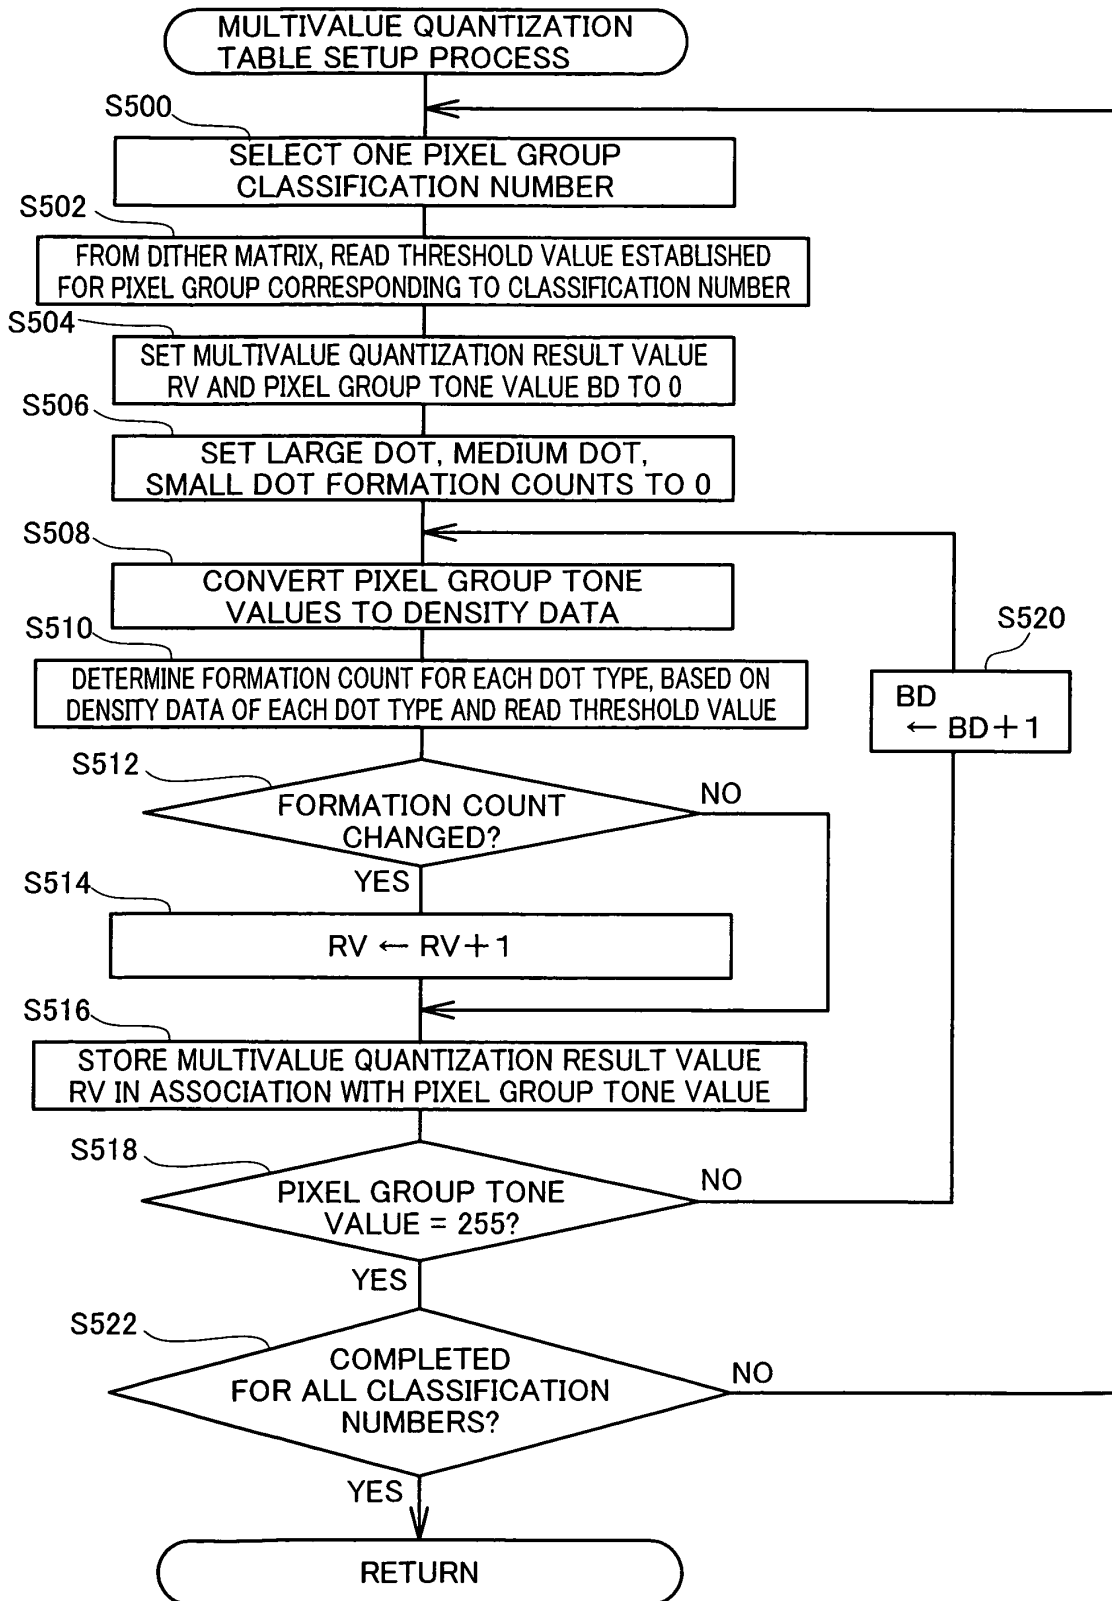 MULTIVALUE QUANTIZATION
TABLE SETUP PROCESS
S500
SELECT ONE PIXEL GROUP
CLASSIFICATION NUMBER
S502
FROM DITHER MATRIX, READ THRESHOLD VALUE ESTABLISHED
FOR PIXEL GROUP CORRESPONDING TO CLASSIFICATION NUMBER
S504
SET MULTIVALUE QUANTIZATION RESULT VALUE
RV AND PIXEL GROUP TONE VALUE BD TO 0
S506
SET LARGE DOT, MEDIUM DOT,
SMALL DOT FORMATION COUNTS TO 0
S508
CONVERT PIXEL GROUP TONE
VALUES TO DENSITY DATA
S510
DETERMINE FORMATION COUNT FOR EACH DOT TYPE, BASED ON
DENSITY DATA OF EACH DOT TYPE AND READ THRESHOLD VALUE
S520
BD
← BD+1
S512
FORMATION COUNT
CHANGED?
NO
YES
S514
RV ← RV+1
S516
STORE MULTIVALUE QUANTIZATION RESULT VALUE
RV IN ASSOCIATION WITH PIXEL GROUP TONE VALUE
S518
PIXEL GROUP TONE
VALUE = 255?
NO
YES
S522
COMPLETED
FOR ALL CLASSIFICATION
NUMBERS?
NO
YES
RETURN